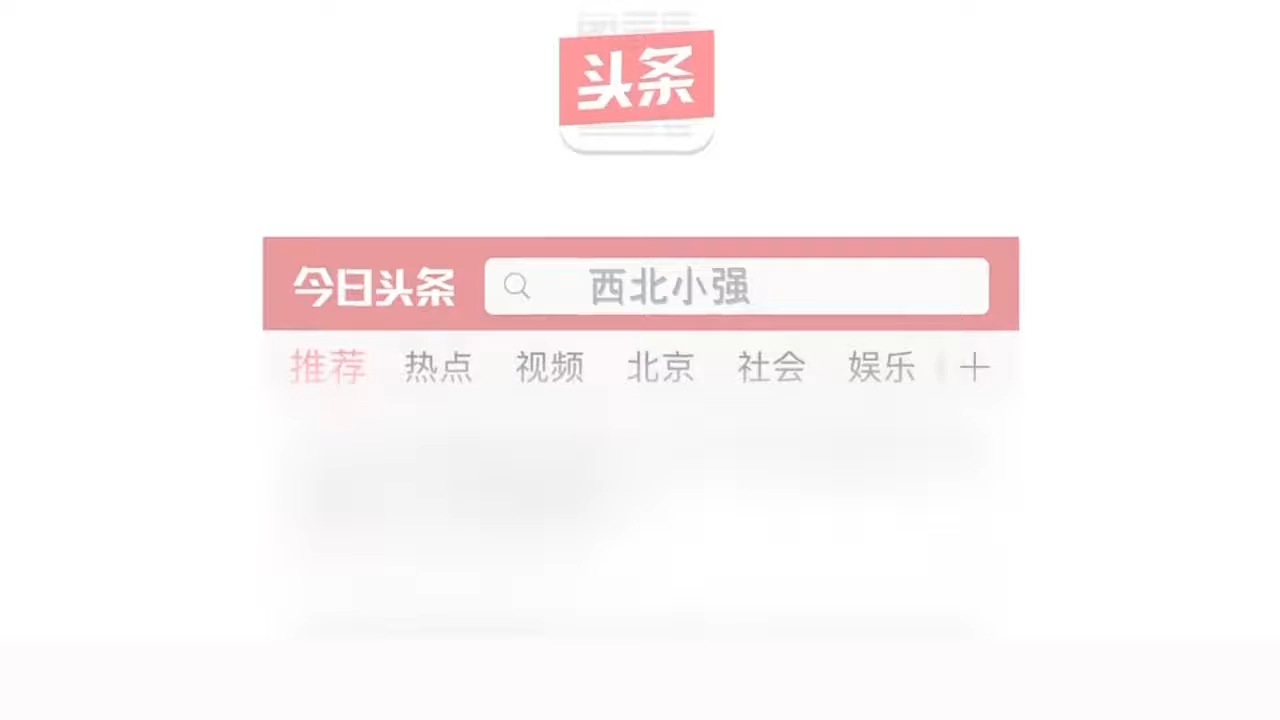 头条
今日头条 西北小强
推荐 热点 视频 北京 社会 娱乐 +